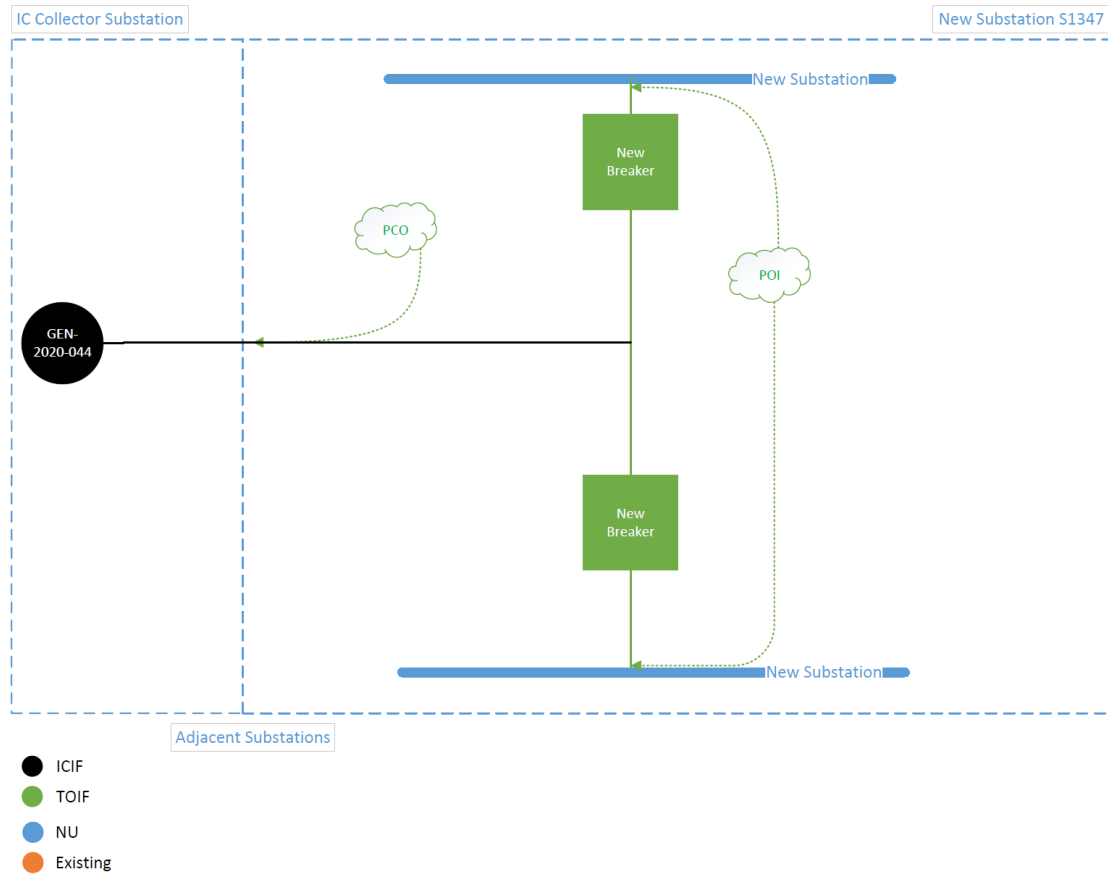 IC Collector Substation
New Substation S1347
New Substation
New
Breaker
PCO
POI
GEN-
2020-044
New
Breaker
New Substation
Adjacent Substations
ICIF
TOIF
NU
Existing